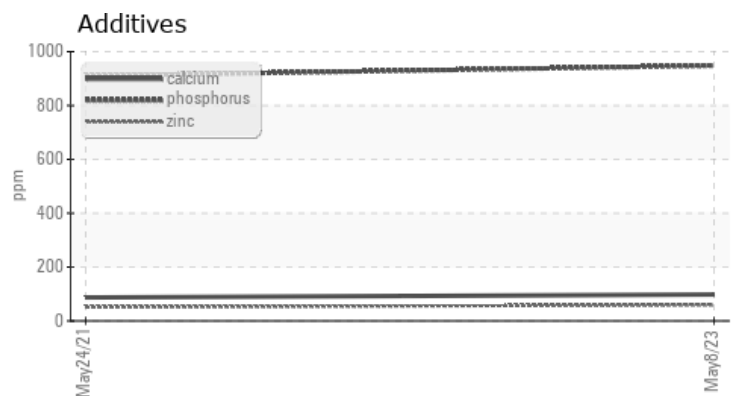 Additives
1000
800
600
400
200
0
ppm
calcium
phosphorus
zinc
May24/21
May8/23